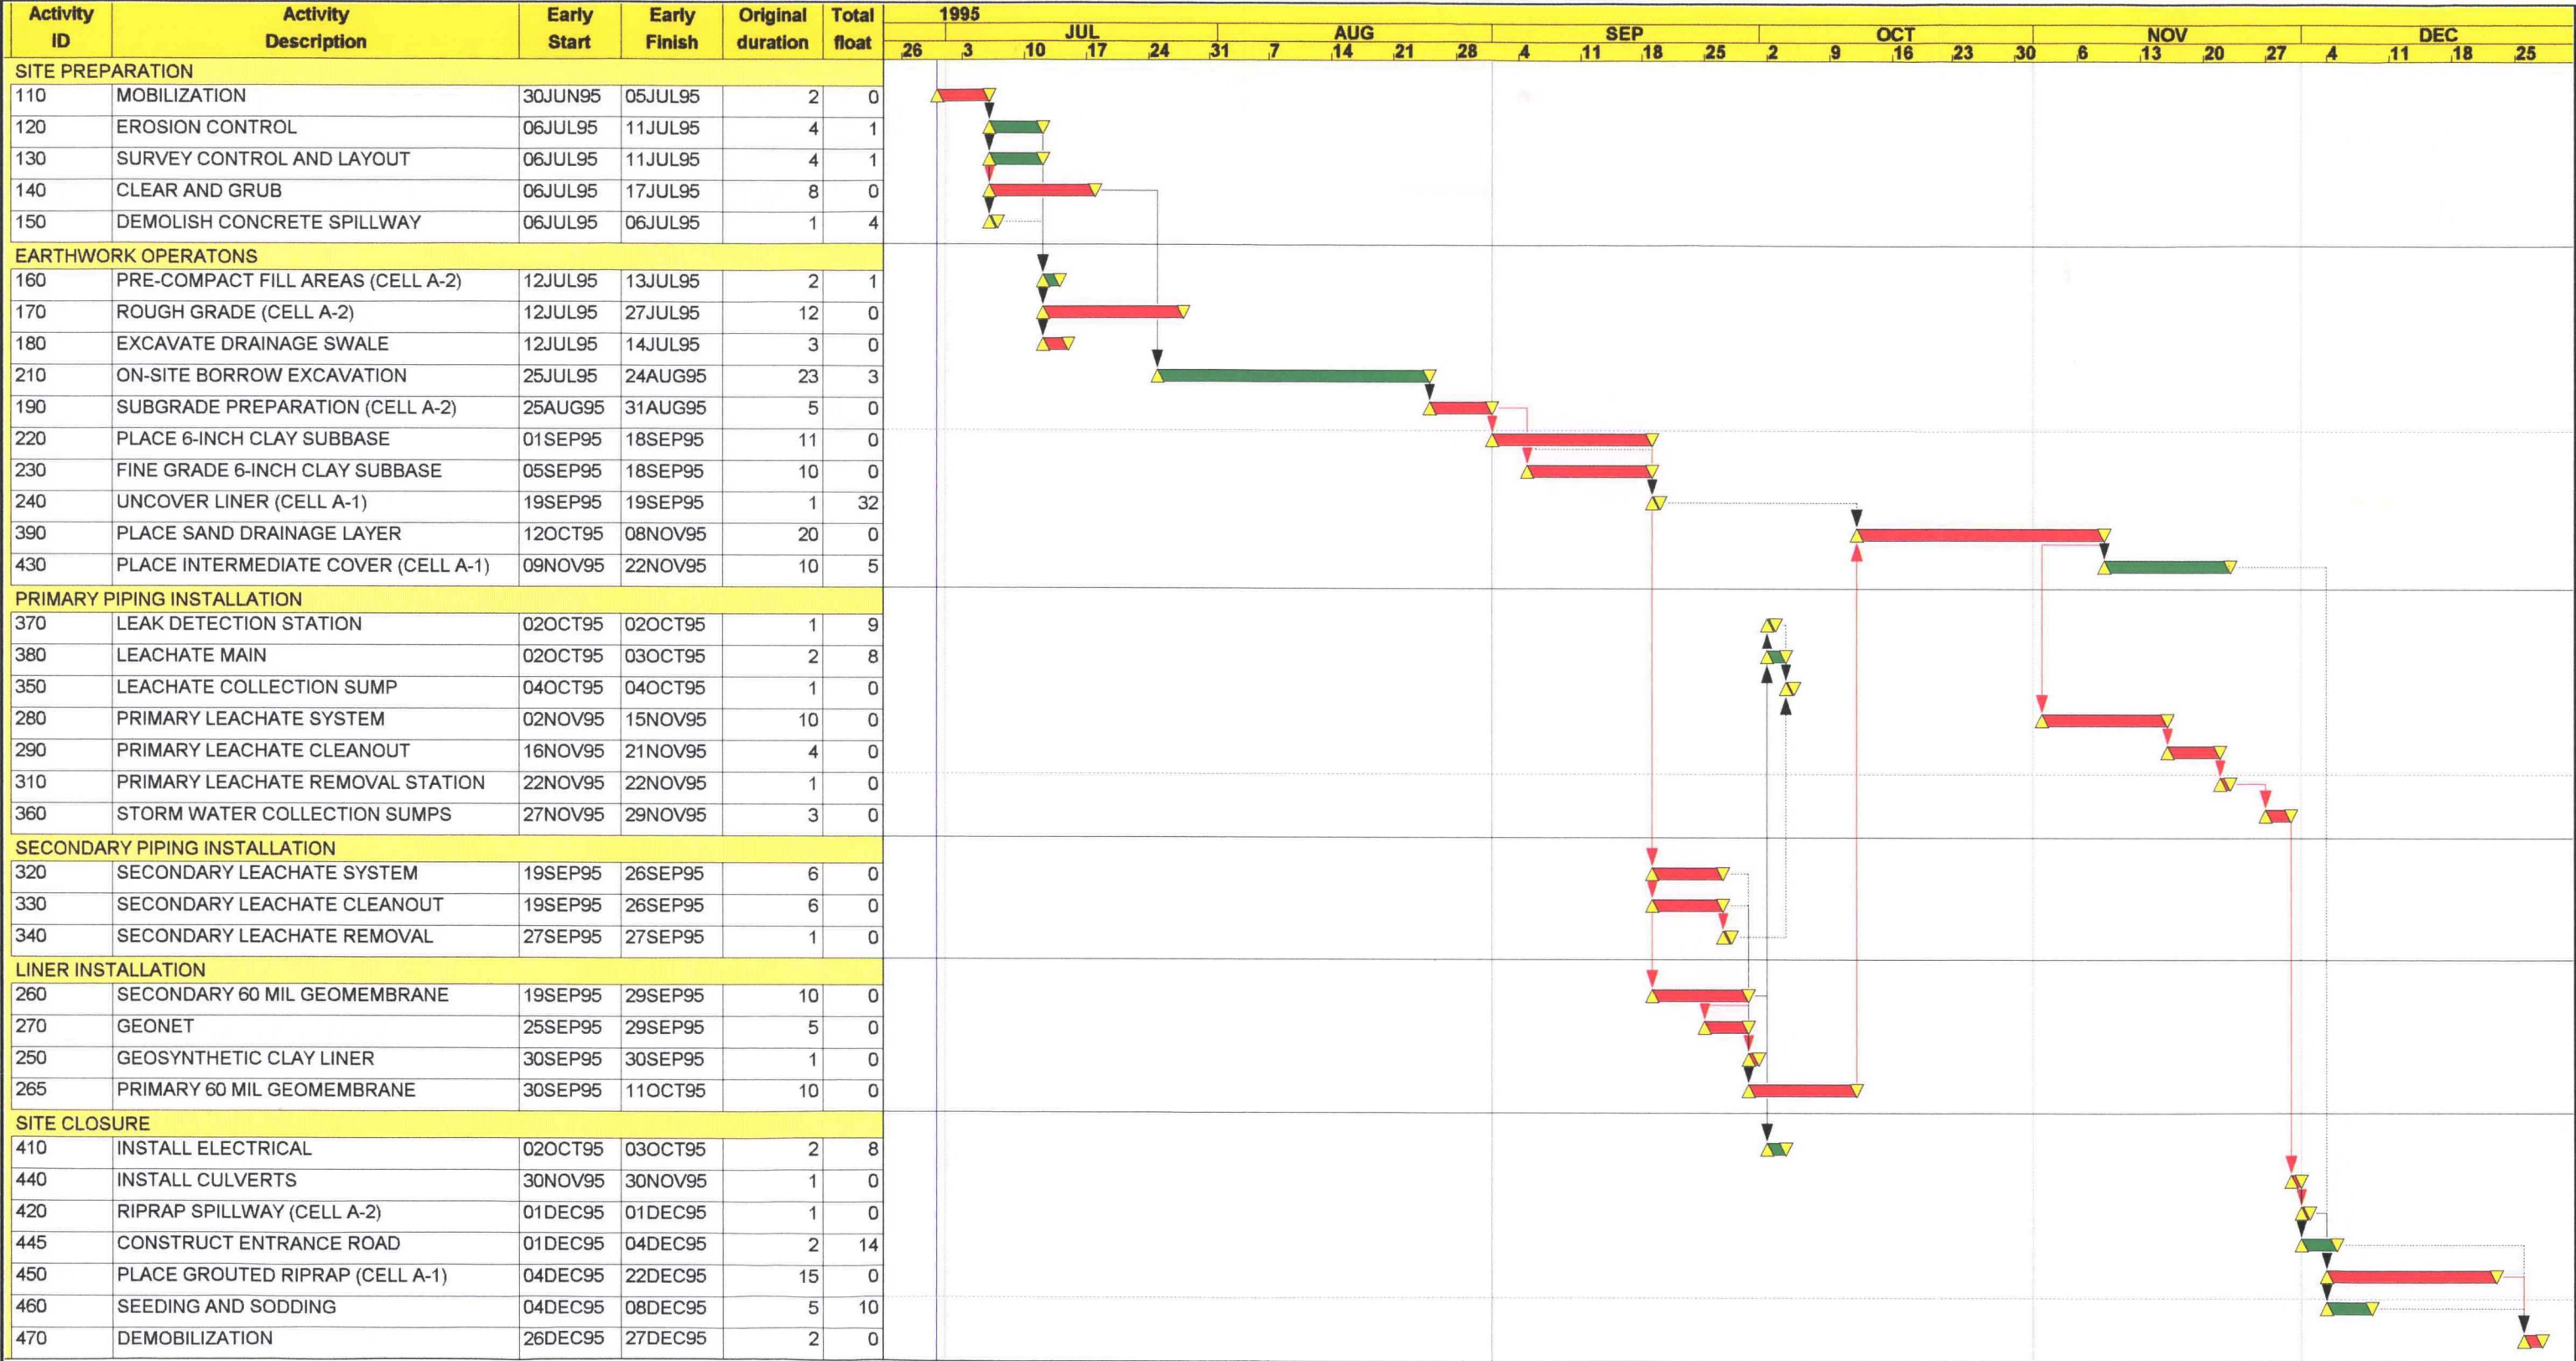 Activity ID Activity Description Early Start Early Finish Original duration Total float 1995
JUL AUG SEP OCT NOV DEC
26 3 10 17 24 31 7 14 21 28 4 11 18 25 2 9 16 23 30 6 13 20 27 4 11 18 25
SITE PREPARATION
110 MOBILIZATION 30JUN95 05JUL95 2 0
120 EROSION CONTROL 06JUL95 11JUL95 4 1
130 SURVEY CONTROL AND LAYOUT 06JUL95 11JUL95 4 1
140 CLEAR AND GRUB 06JUL95 17JUL95 8 0
150 DEMOLISH CONCRETE SPILLWAY 06JUL95 06JUL95 1 4
EARTHWORK OPERATONS
160 PRE-COMPACT FILL AREAS (CELL A-2) 12JUL95 13JUL95 2 1
170 ROUGH GRADE (CELL A-2) 12JUL95 27JUL95 12 0
180 EXCAVATE DRAINAGE SWALE 12JUL95 14JUL95 3 0
210 ON-SITE BORROW EXCAVATION 25JUL95 24AUG95 23 3
190 SUBGRADE PREPARATION (CELL A-2) 25AUG95 31AUG95 5 0
220 PLACE 6-INCH CLAY SUBBASE 01SEP95 18SEP95 11 0
230 FINE GRADE 6-INCH CLAY SUBBASE 05SEP95 18SEP95 10 0
240 UNCOVER LINER (CELL A-1) 19SEP95 19SEP95 1 32
390 PLACE SAND DRAINAGE LAYER 12OCT95 08NOV95 20 0
430 PLACE INTERMEDIATE COVER (CELL A-1) 09NOV95 22NOV95 10 5
PRIMARY PIPING INSTALLATION
370 LEAK DETECTION STATION 02OCT95 02OCT95 1 9
380 LEACHATE MAIN 02OCT95 03OCT95 2 8
350 LEACHATE COLLECTION SUMP 04OCT95 04OCT95 1 0
280 PRIMARY LEACHATE SYSTEM 02NOV95 15NOV95 10 0
290 PRIMARY LEACHATE CLEANOUT 16NOV95 21NOV95 4 0
310 PRIMARY LEACHATE REMOVAL STATION 22NOV95 22NOV95 1 0
360 STORM WATER COLLECTION SUMPS 27NOV95 29NOV95 3 0
SECONDARY PIPING INSTALLATION
320 SECONDARY LEACHATE SYSTEM 19SEP95 26SEP95 6 0
330 SECONDARY LEACHATE CLEANOUT 19SEP95 26SEP95 6 0
340 SECONDARY LEACHATE REMOVAL 27SEP95 27SEP95 1 0
LINER INSTALLATION
260 SECONDARY 60 MIL GEOMEMBRANE 19SEP95 29SEP95 10 0
270 GEONET 25SEP95 29SEP95 5 0
250 GEOSYNTHETIC CLAY LINER 30SEP95 30SEP95 1 0
265 PRIMARY 60 MIL GEOMEMBRANE 30SEP95 11OCT95 10 0
SITE CLOSURE
410 INSTALL ELECTRICAL 02OCT95 03OCT95 2 8
440 INSTALL CULVERTS 30NOV95 30NOV95 1 0
420 RIPRAP SPILLWAY (CELL A-2) 01DEC95 01DEC95 1 0
445 CONSTRUCT ENTRANCE ROAD 01DEC95 04DEC95 2 14
450 PLACE GROUTED RIPRAP (CELL A-1) 04DEC95 22DEC95 15 0
460 SEEDING AND SODDING 04DEC95 08DEC95 5 10
470 DEMOBILIZATION 26DEC95 27DEC95 2 0